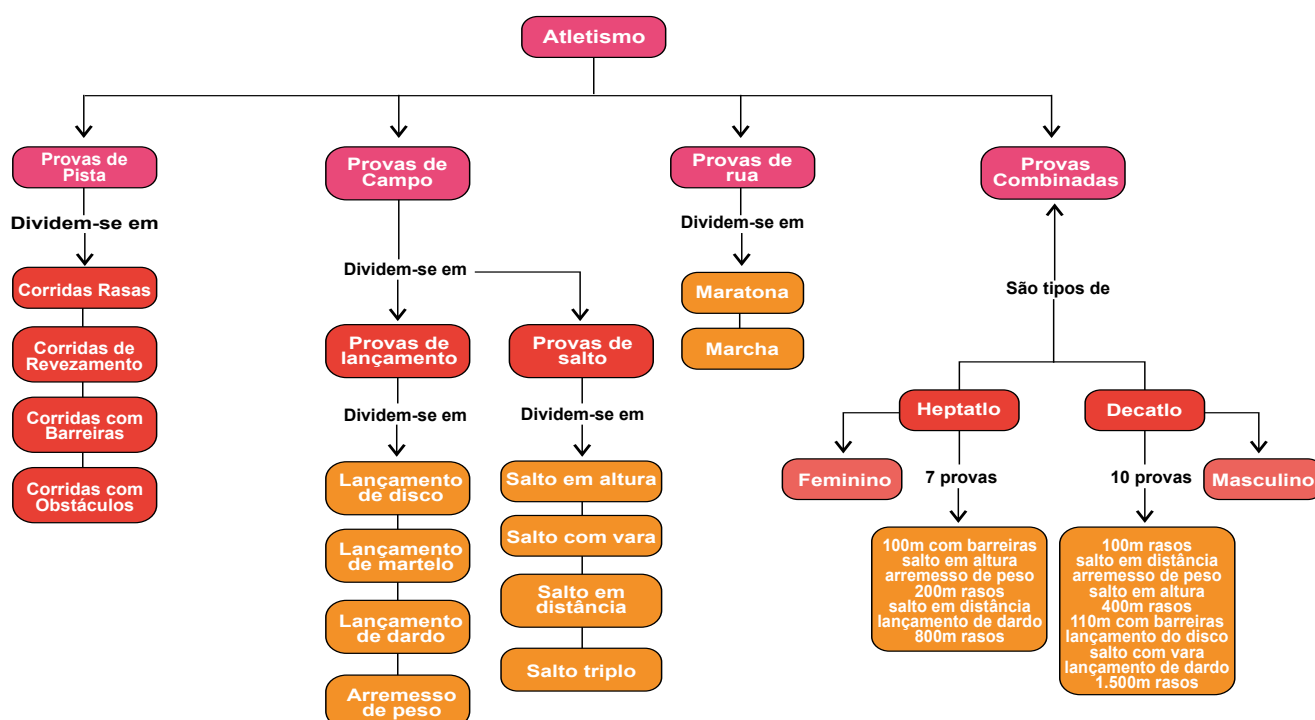 Atletismo
Provas de
Pista
Provas de
Campo
Provas de
rua
Provas
Combinadas
Dividem-se em
Corridas Rasas
Corridas de
Revezamento
Corridas com
Barreiras
Corridas com
Obstáculos
Dividem-se em
Provas de
lançamento
Provas de
salto
Dividem-se em
Lançamento
de disco
Lançamento
de martelo
Lançamento
de dardo
Arremesso
de peso
Dividem-se em
Salto em altura
Salto com vara
Salto em
distância
Salto triplo
Dividem-se em
Maratona
Marcha
São tipos de
Heptatlo
Decatlo
Feminino
7 provas
10 provas
Masculino
100m com barreiras
salto em altura
arremesso de peso
200m rasos
salto em distância
lançamento de dardo
800m rasos
100m rasos
salto em distância
arremesso de peso
salto em altura
400m rasos
110m com barreiras
lançamento do disco
salto com vara
lançamento de dardo
1.500m rasos